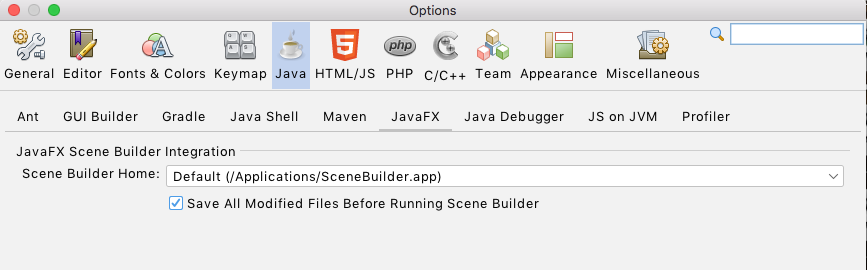 Options
General Editor Fonts & Colors Keymap Java HTML/JS PHP C/C++ Team Appearance Miscellaneous
Ant GUI Builder Gradle Java Shell Maven JavaFX Java Debugger JS on JVM Profiler
JavaFX Scene Builder Integration
Scene Builder Home: Default (/Applications/SceneBuilder.app)
Save All Modified Files Before Running Scene Builder